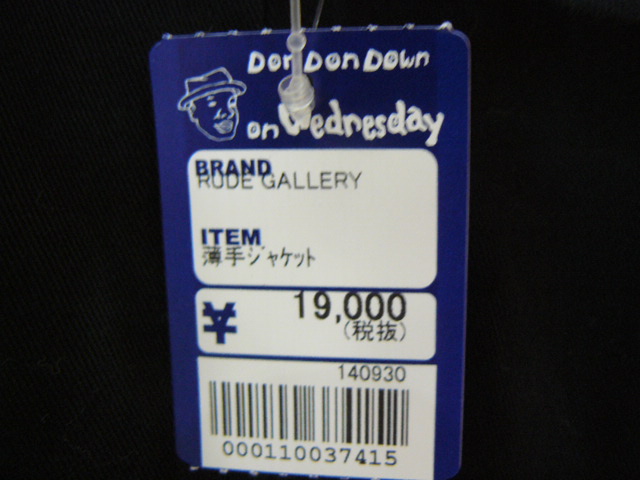 Don Don Down
on Wednesday
BRAND
RUDE GALLERY
ITEM
薄手ジャケット
¥ 19,000
(税抜)
140930
000110037415